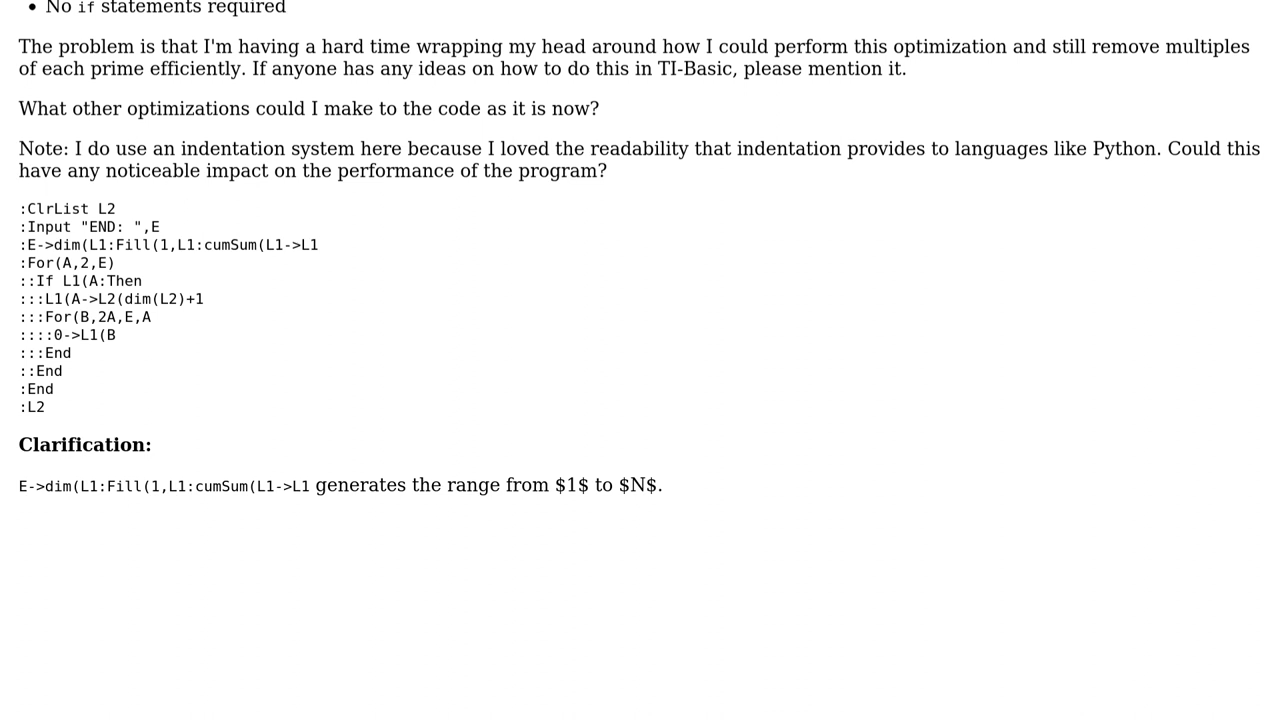 • No if statements required
The problem is that I'm having a hard time wrapping my head around how I could perform this optimization and still remove multiples
of each prime efficiently. If anyone has any ideas on how to do this in TI-Basic, please mention it.
What other optimizations could I make to the code as it is now?
Note: I do use an indentation system here because I loved the readability that indentation provides to languages like Python. Could this
have any noticeable impact on the performance of the program?
:ClrList L2
:Input "END: ",E
:E->dim(L1:Fill(1,L1:cumSum(L1->L1
:For(A,2,E)
::If L1(A:Then
:::L1(A->L2(dim(L2)+1
:::For(B,2A,E,A
::::0->L1(B
:::End
::End
:End
:L2
Clarification:
E->dim(L1:Fill(1,L1:cumSum(L1->L1 generates the range from $1$ to $N$.